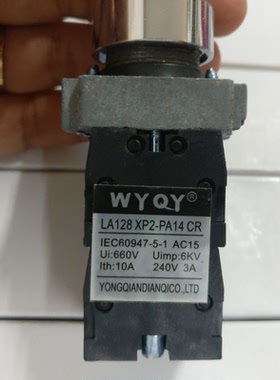 WYQY®
LA128 XP2-PA14 CR
IEC60947-5-1 AC15
Ui:660V Uimp:6KV
Ith:10A 240V 3A
YONGQIANDIANQICO.,LTD